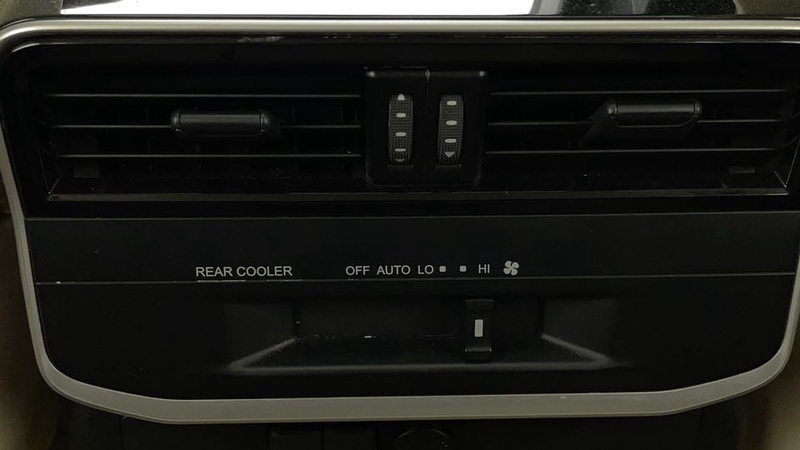 REAR COOLER OFF AUTO LO HI